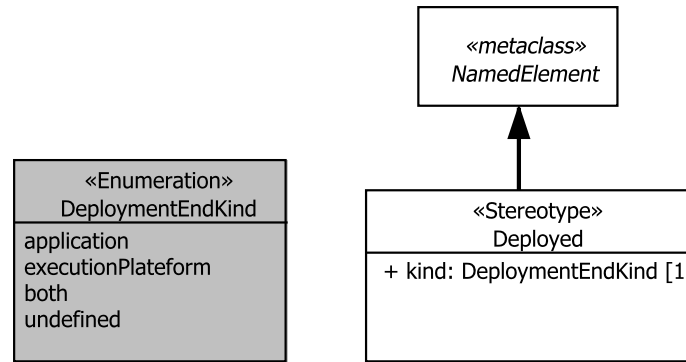 «metaclass»
NamedElement
«Enumeration»
DeploymentEndKind
application
executionPlateform
both
undefined
«Stereotype»
Deployed
+ kind: DeploymentEndKind [1